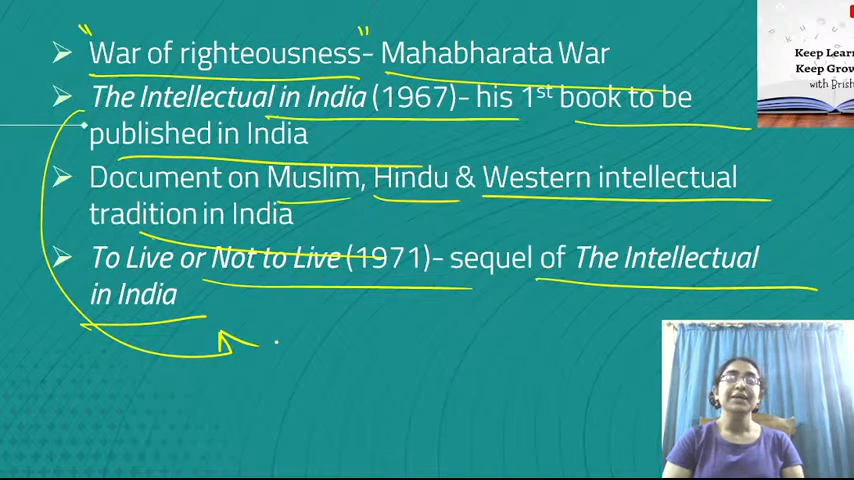 "War of righteousness"- Mahabharata War
The Intellectual in India (1967)- his 1st book to be
published in India
Document on Muslim, Hindu & Western intellectual
tradition in India
To Live or Not to Live (1971)- sequel of The Intellectual
in India
Keep Learn
Keep Grow
with Brish